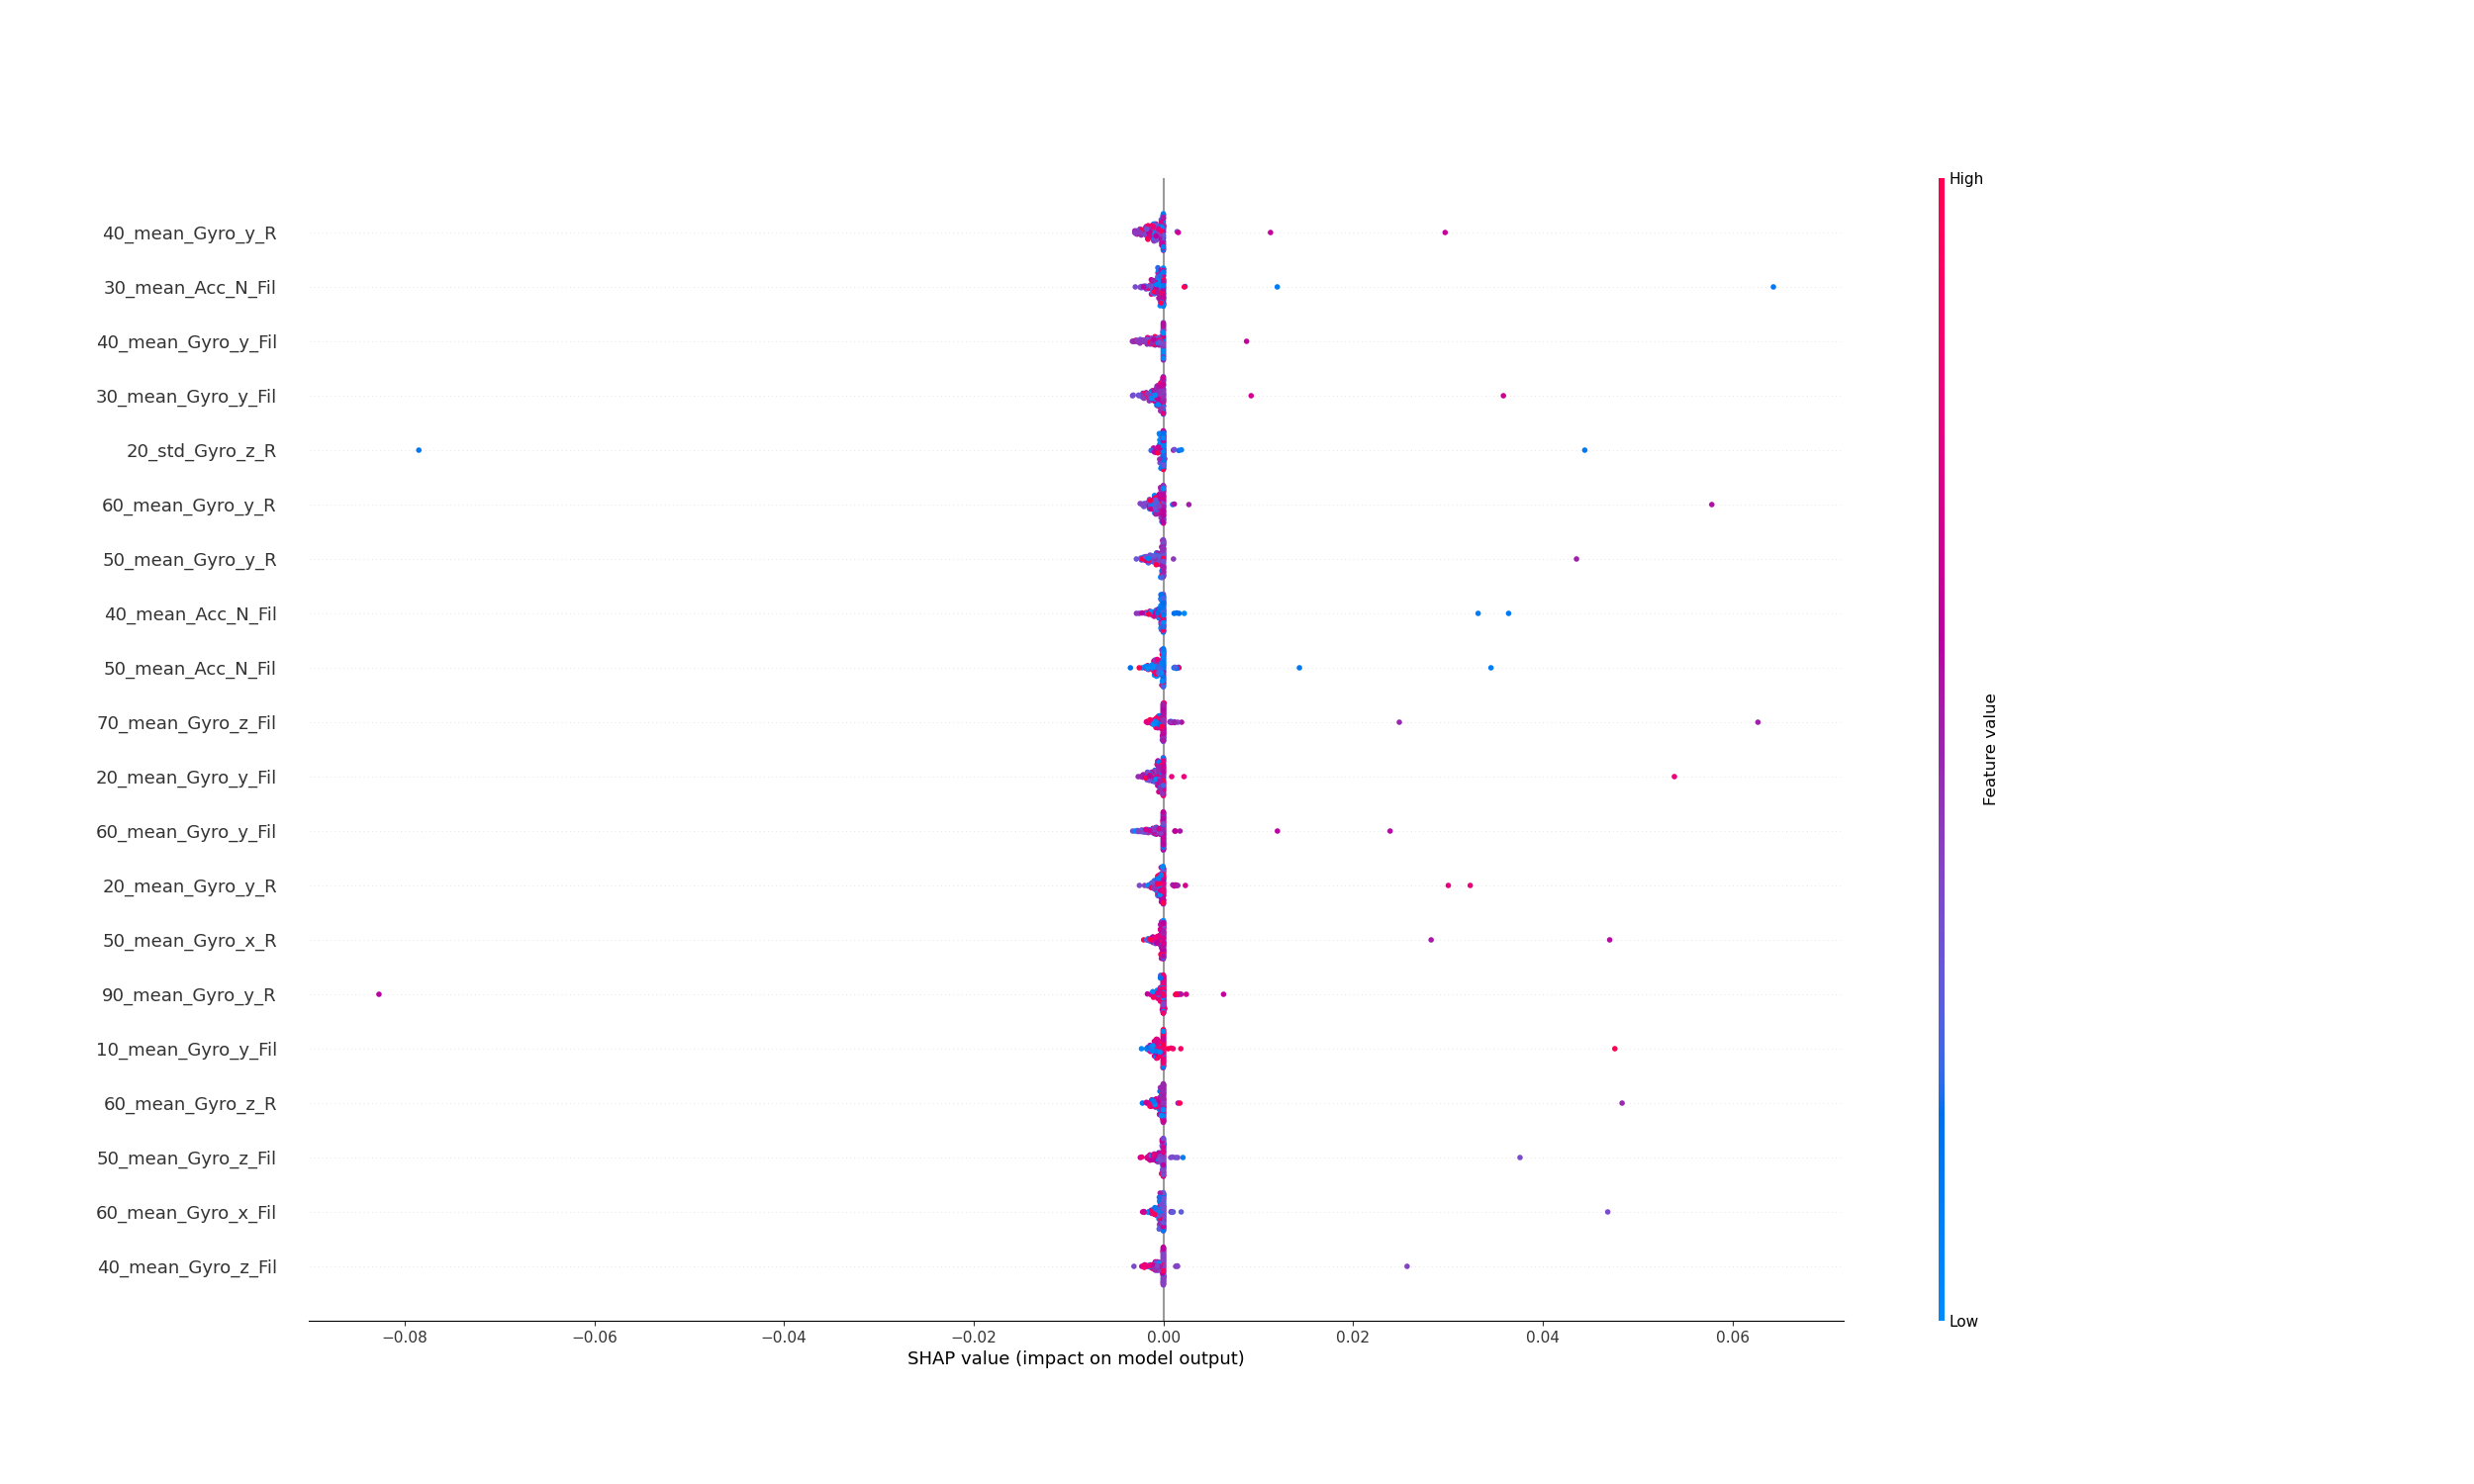 High
40_mean_Gyro_y_R
30_mean_Acc_N_Fil
40_mean_Gyro_y_Fil
30_mean_Gyro_y_Fil
20_std_Gyro_z_R
60_mean_Gyro_y_R
50_mean_Gyro_y_R
40_mean_Acc_N_Fil
50_mean_Acc_N_Fil
70_mean_Gyro_z_Fil
20_mean_Gyro_y_Fil
60_mean_Gyro_y_Fil
20_mean_Gyro_y_R
50_mean_Gyro_x_R
90_mean_Gyro_y_R
10_mean_Gyro_y_Fil
60_mean_Gyro_z_R
50_mean_Gyro_z_Fil
60_mean_Gyro_x_Fil
40_mean_Gyro_z_Fil
Feature value
Low
−0.08 −0.06 −0.04 −0.02 0.00 0.02 0.04 0.06
SHAP value (impact on model output)